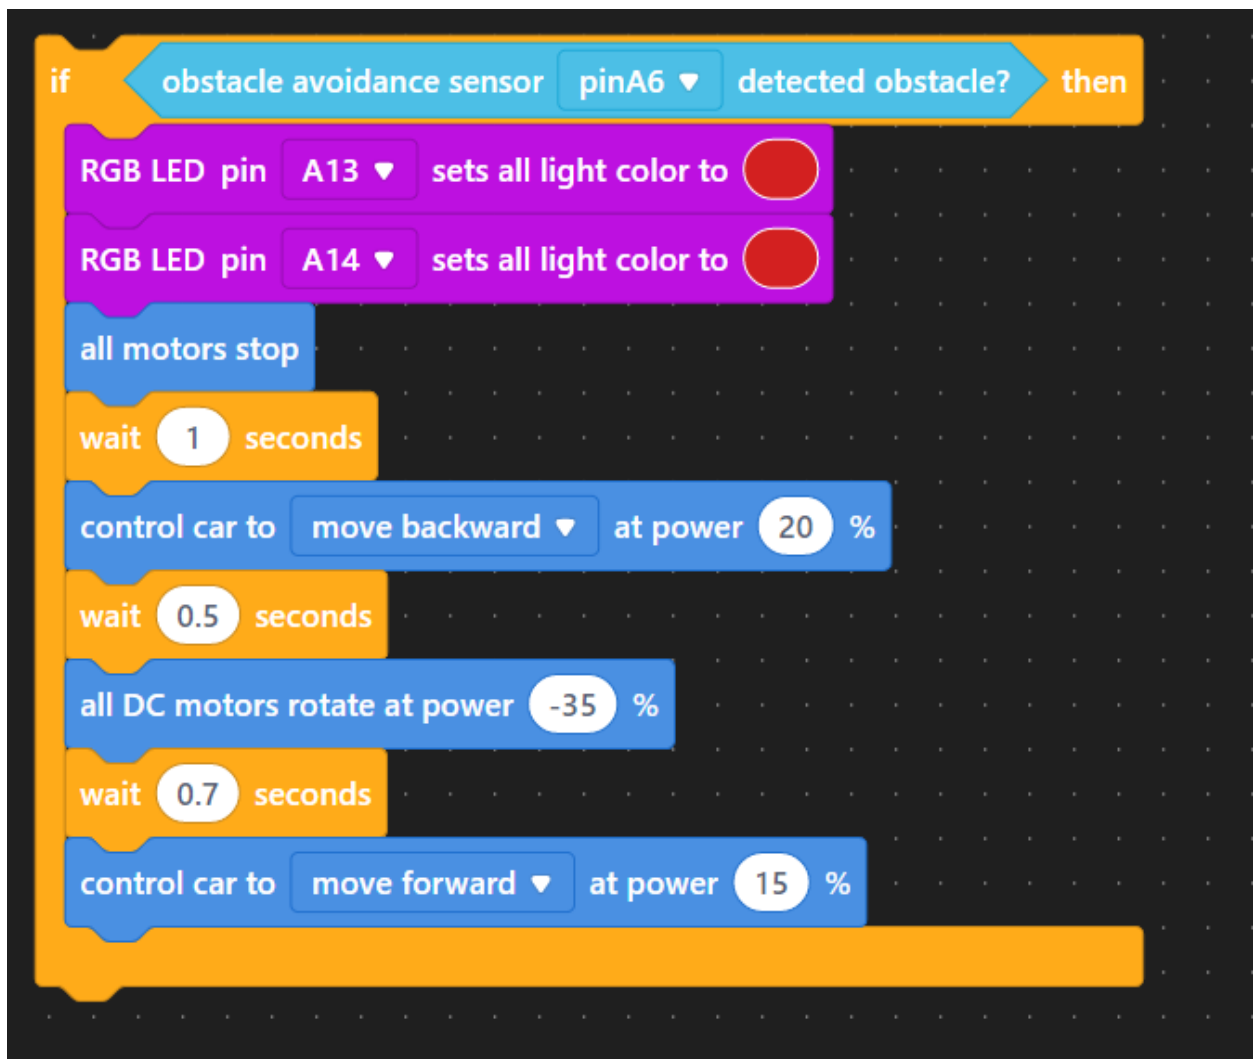 if obstacle avoidance sensor pinA6 detected obstacle? then
RGB LED pin A13 sets all light color to
RGB LED pin A14 sets all light color to
all motors stop
wait 1 seconds
control car to move backward at power 20 %
wait 0.5 seconds
all DC motors rotate at power -35 %
wait 0.7 seconds
control car to move forward at power 15 %